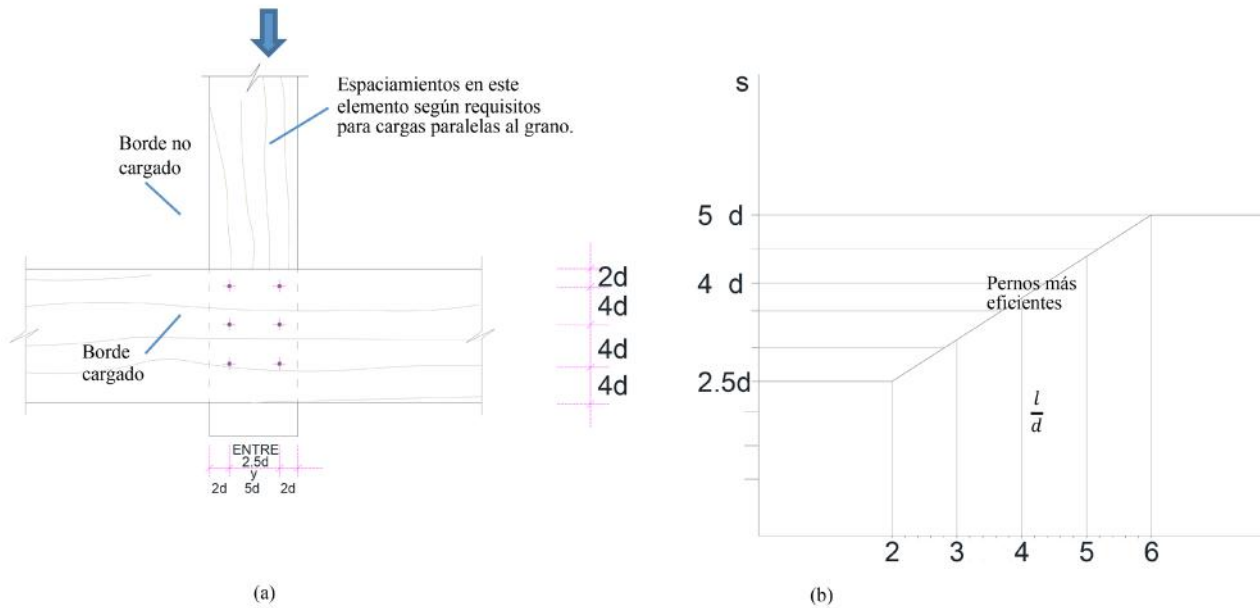 Espaciamientos en este
elemento según requisitos
para cargas paralelas al grano.
Borde no
cargado
Borde
cargado
2d
4d
4d
4d
ENTRE
2.5d
y
2d 5d 2d
(a)
s
5 d
4 d
2.5d
Pernos más
eficientes
l
d
2 3 4 5 6
(b)